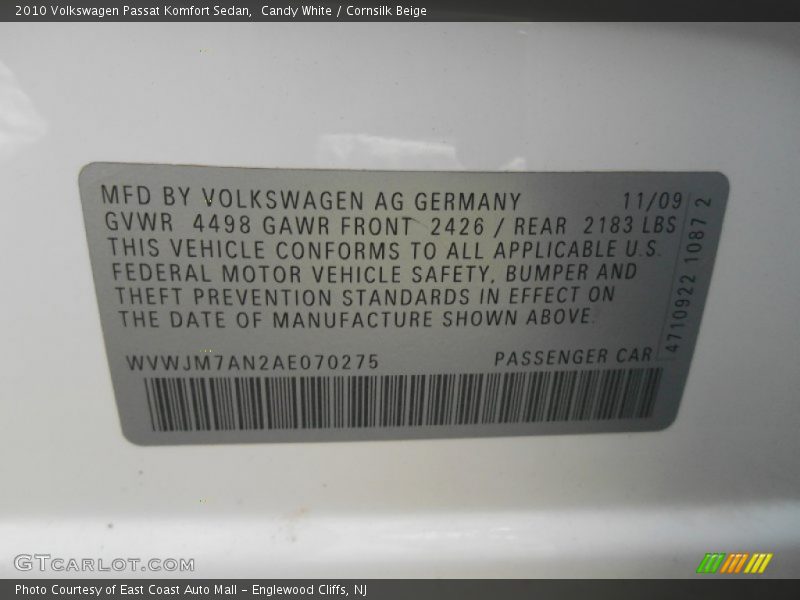 2010 Volkswagen Passat Komfort Sedan,  Candy White / Cornsilk Beige
MFD BY VOLKSWAGEN AG GERMANY 11/09
GVWR 4498 GAWR FRONT 2426 / REAR 2183 LBS
THIS VEHICLE CONFORMS TO ALL APPLICABLE U.S.
FEDERAL MOTOR VEHICLE SAFETY, BUMPER AND
THEFT PREVENTION STANDARDS IN EFFECT ON
THE DATE OF MANUFACTURE SHOWN ABOVE.
WVWJM7AN2AE070275 PASSENGER CAR
4710922 1087 2
GTCARLOT.COM
Photo Courtesy of East Coast Auto Mall – Englewood Cliffs, NJ